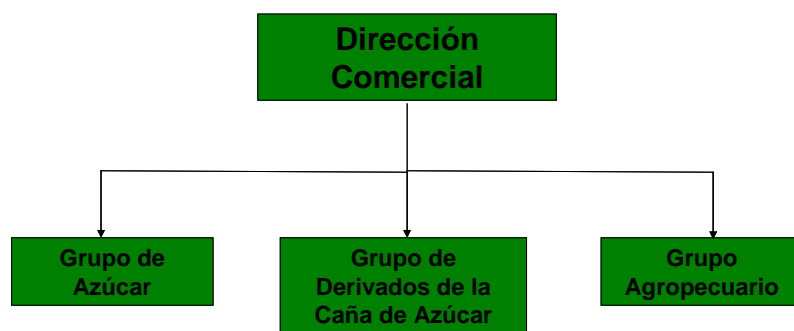 Dirección
Comercial
Grupo de
Azúcar
Grupo de
Derivados de la
Caña de Azúcar
Grupo
Agropecuario